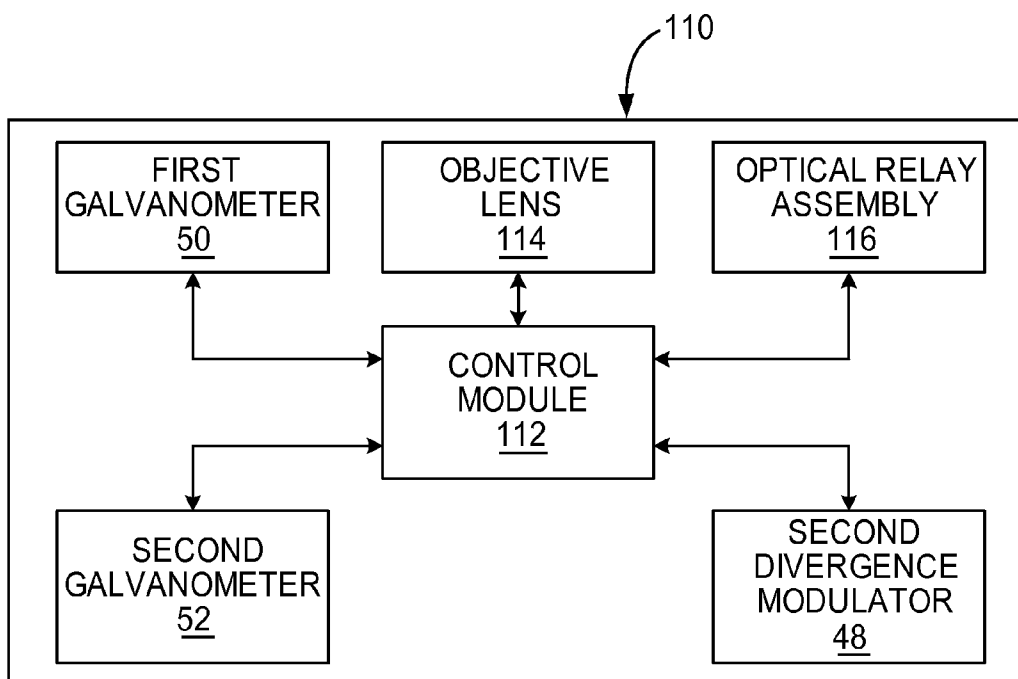 110
FIRST
GALVANOMETER
50
OBJECTIVE
LENS
114
OPTICAL RELAY
ASSEMBLY
116
CONTROL
MODULE
112
SECOND
GALVANOMETER
52
SECOND
DIVERGENCE
MODULATOR
48